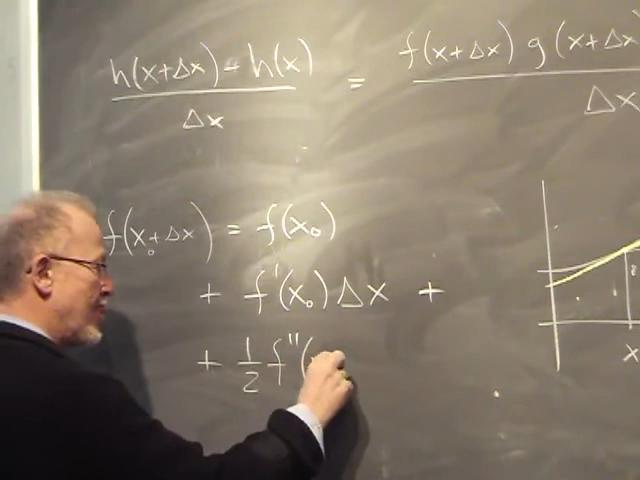 h(x+Δx) - h(x) = f(x+Δx) g(x+Δx
Δx Δx
f(x₀+Δx) = f(x₀)
+ f'(x₀)Δx +
+ 1/2 f''(
x